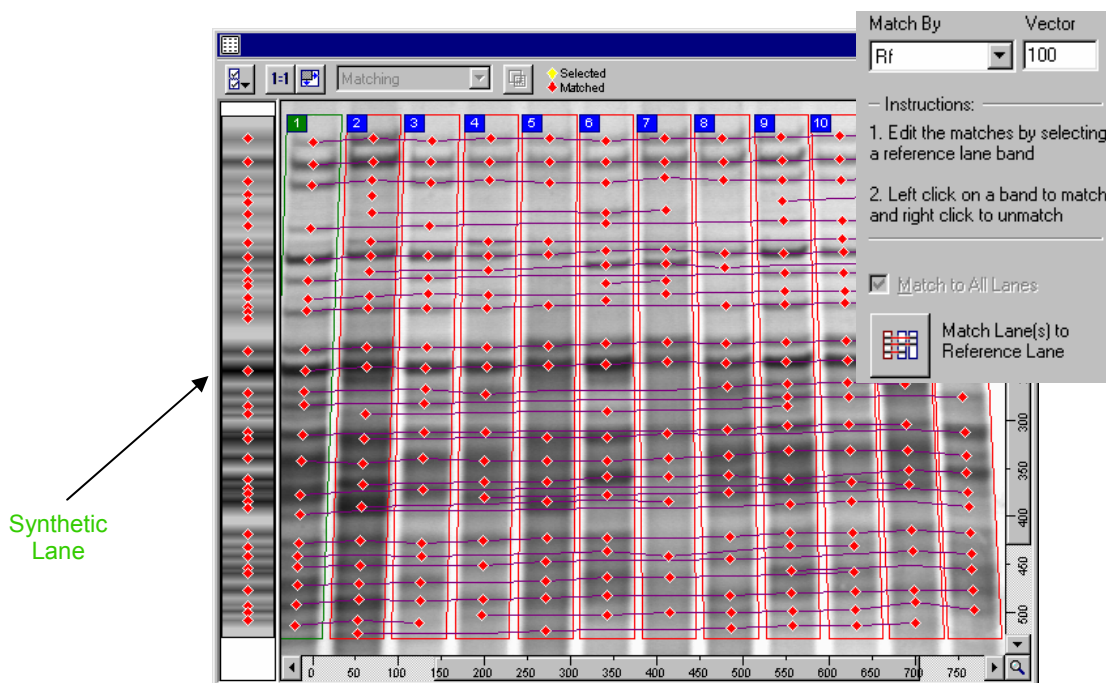 Match By Vector
Rf 100
Instructions:
1. Edit the matches by selecting
a reference lane band
2. Left click on a band to match
and right click to unmatch
Match to All Lanes
Match Lane(s) to
Reference Lane
1:1 Matching Selected
Matched
1 2 3 4 5 6 7 8 9 10
Synthetic
Lane
300
350
400
450
500
0 50 100 150 200 250 300 350 400 450 500 550 600 650 700 750